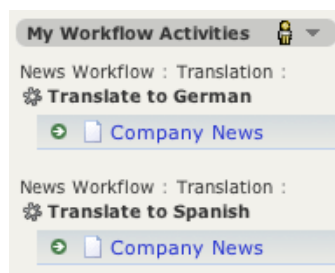 My Workflow Activities
News Workflow : Translation :
Translate to German
Company News
News Workflow : Translation :
Translate to Spanish
Company News